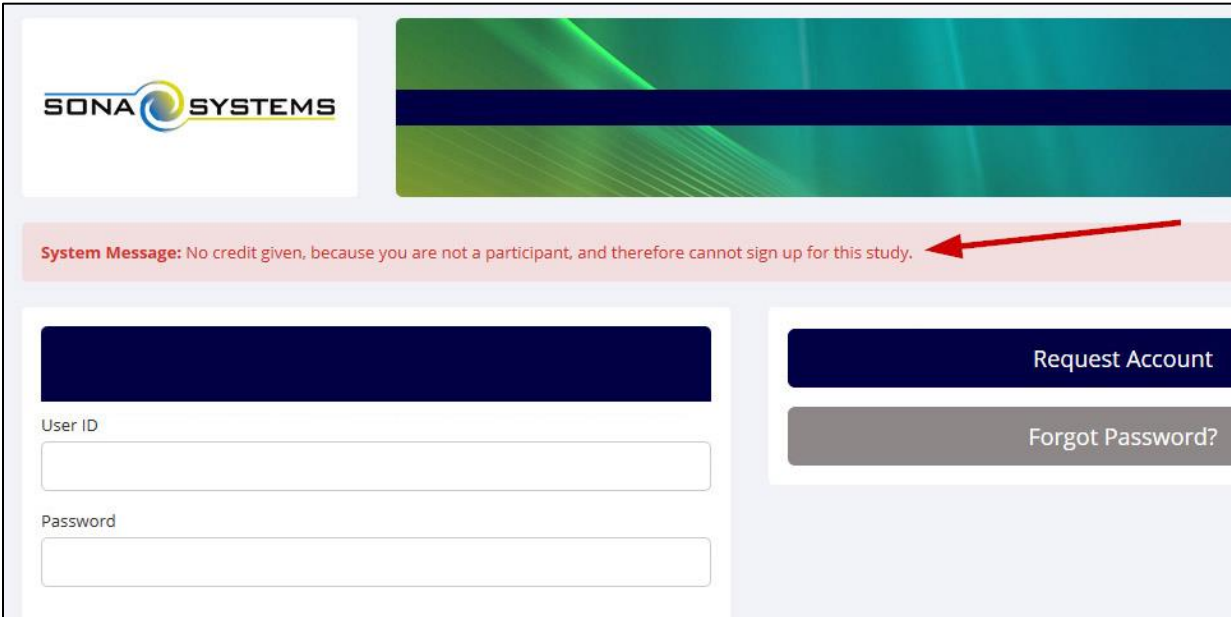 SONA SYSTEMS
System Message: No credit given, because you are not a participant, and therefore cannot sign up for this study.
User ID
Password
Request Account
Forgot Password?